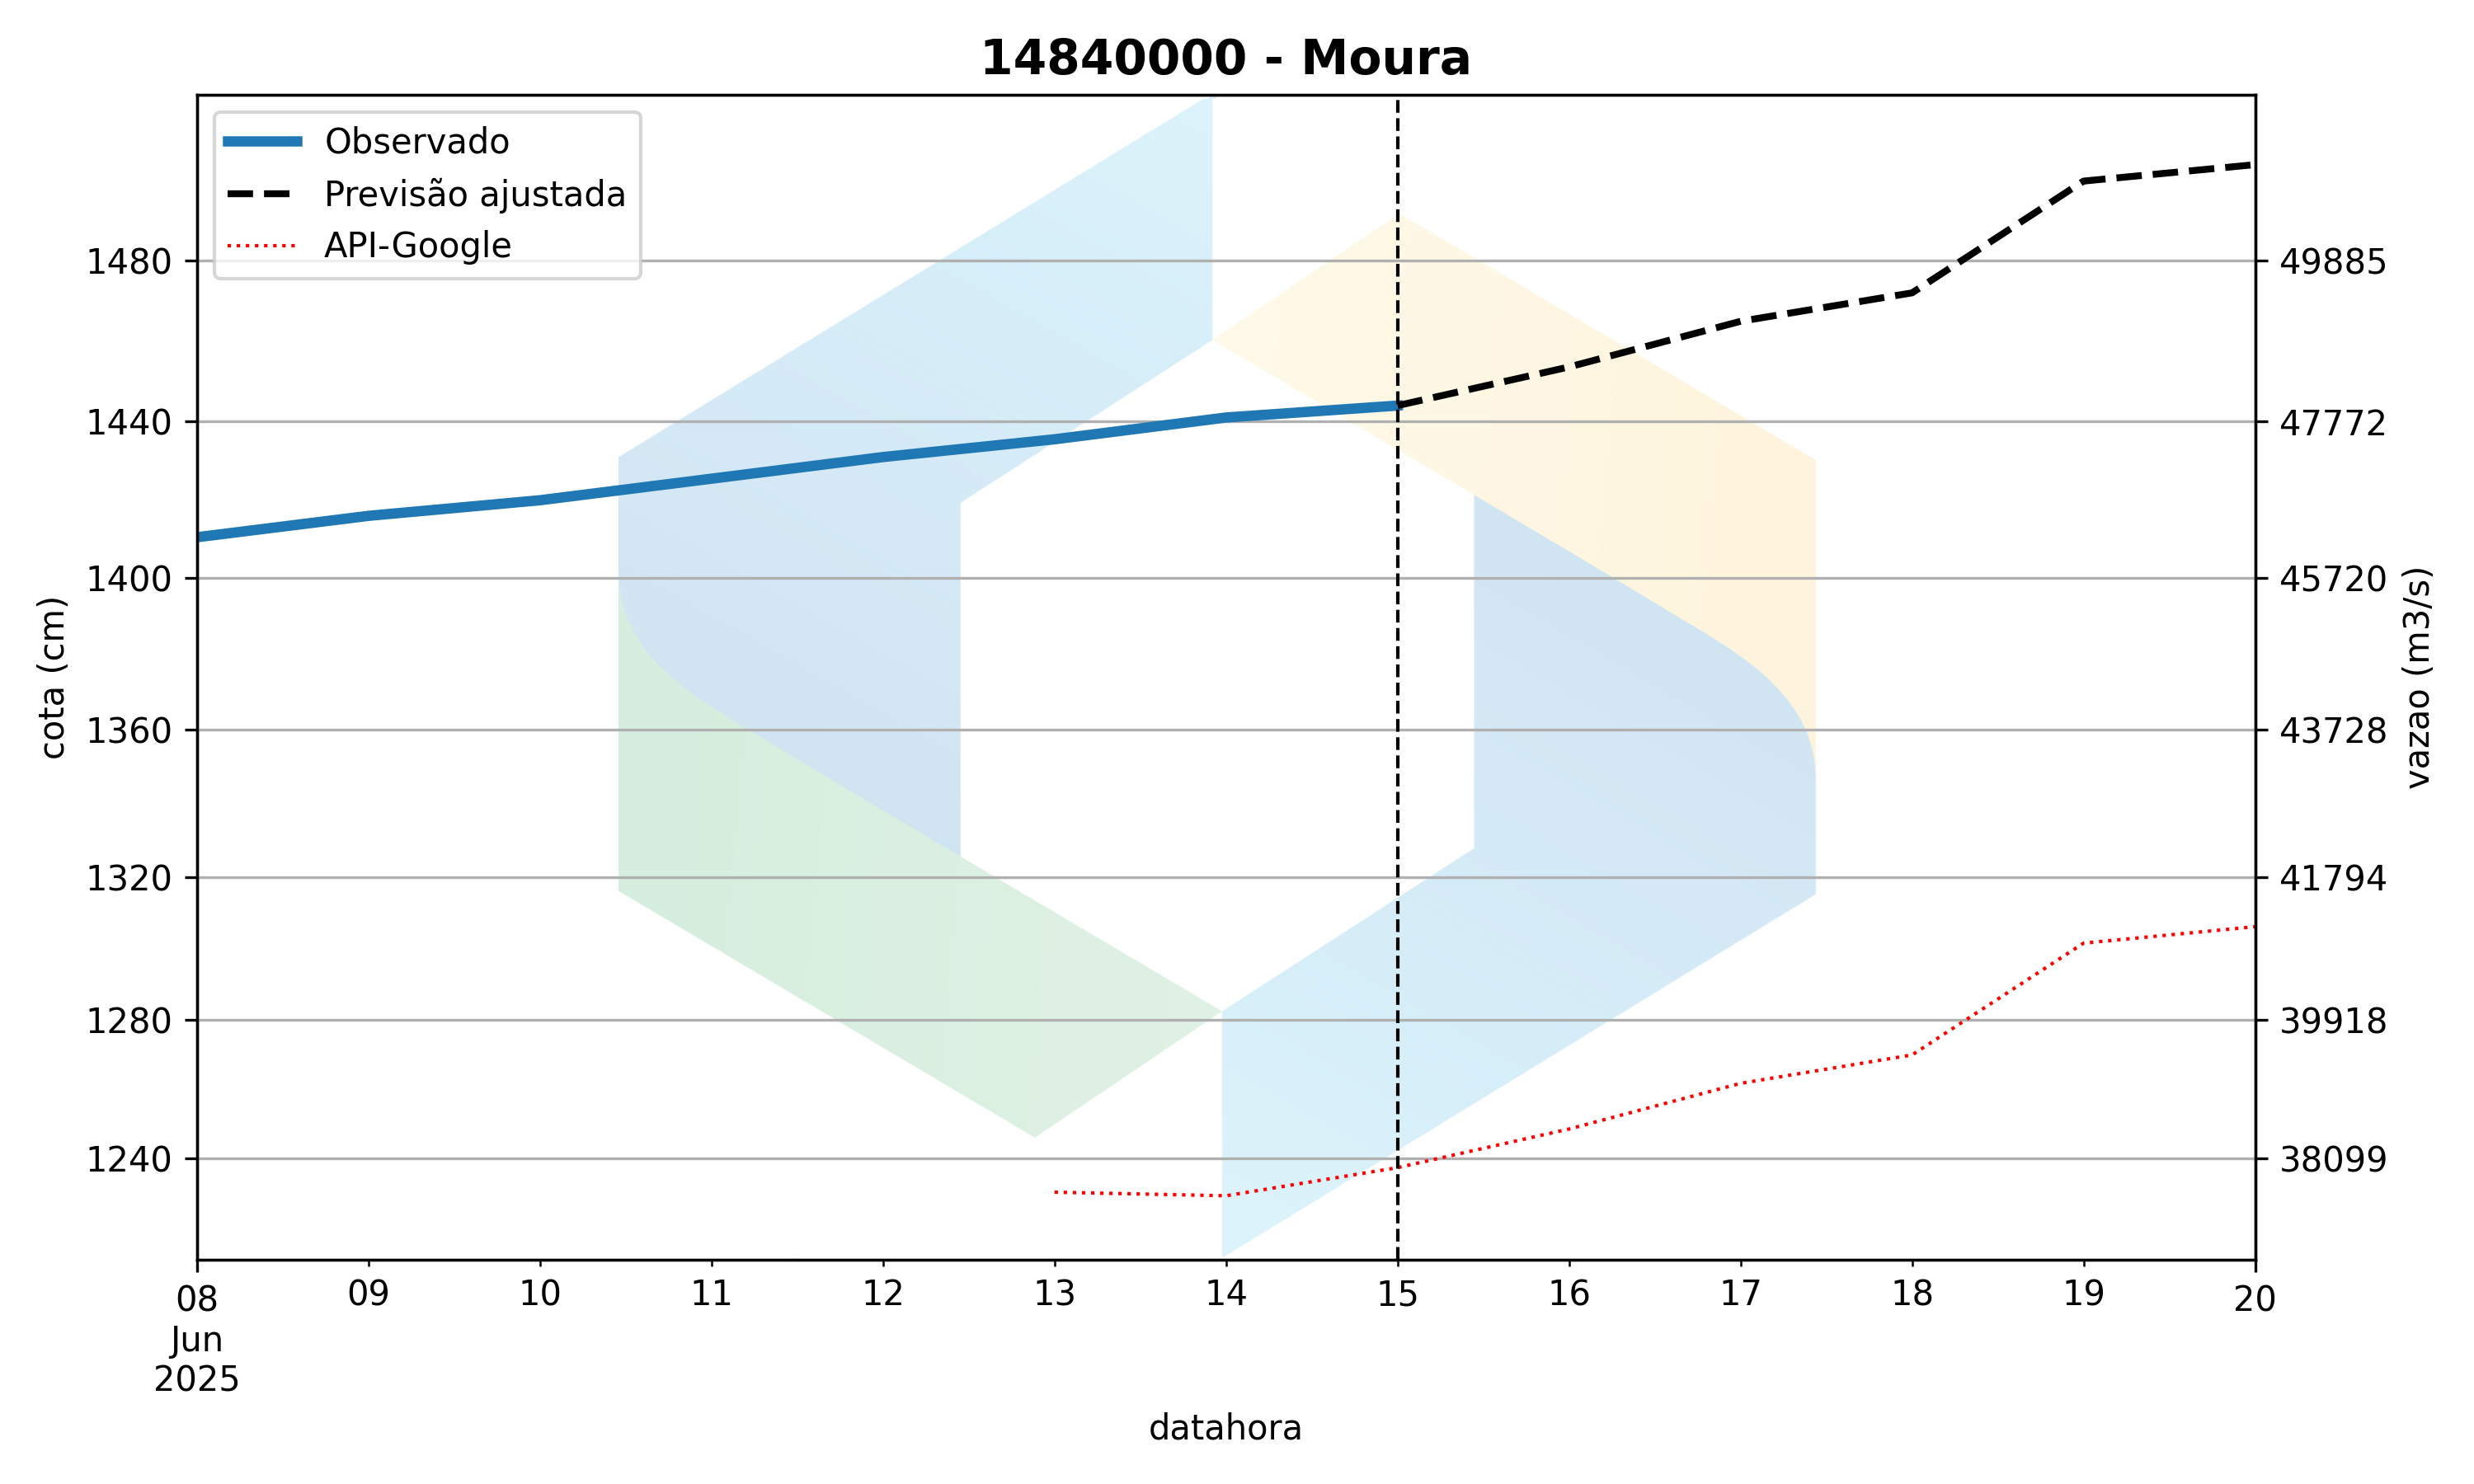 14840000 - Moura
Observado
Previsão ajustada
API-Google
cota (cm)
1480
1440
1400
1360
1320
1280
1240
49885
47772
45720
43728
41794
39918
38099
vazao (m3/s)
08 09 10 11 12 13 14 15 16 17 18 19 20
Jun
2025
datahora